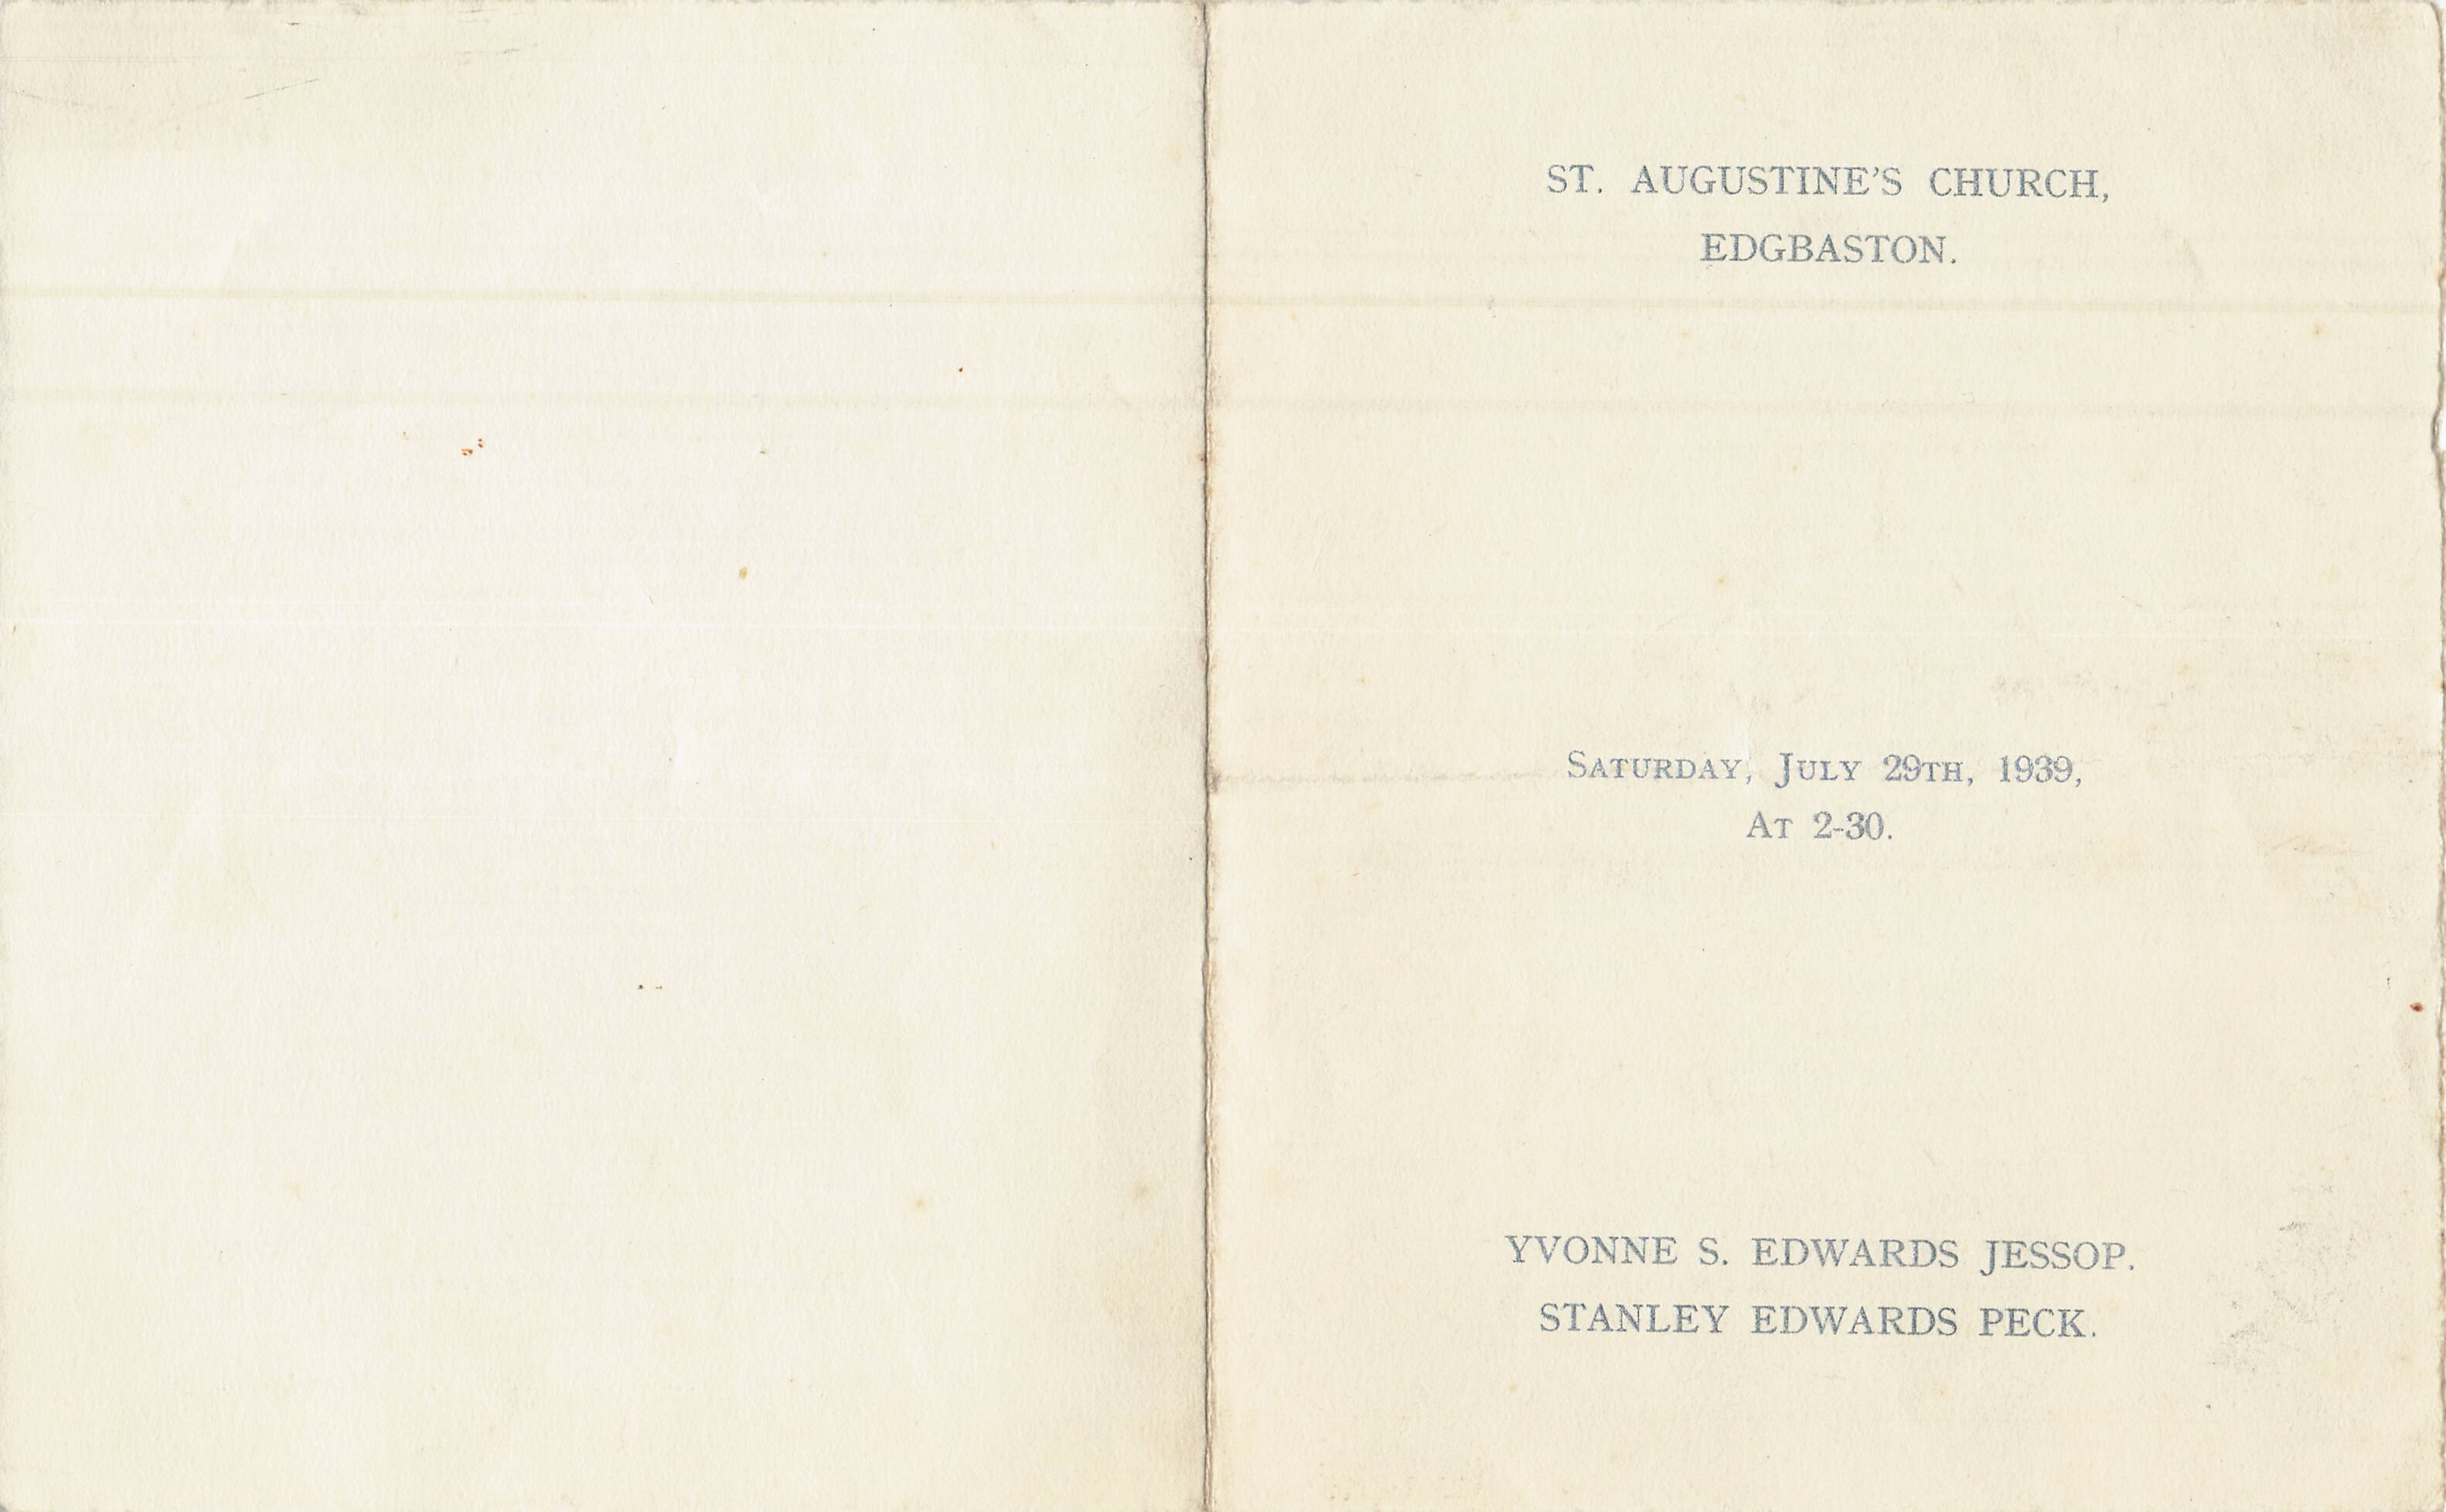 ST. AUGUSTINE'S CHURCH,
EDGBASTON.
SATURDAY, JULY 29TH, 1939,
AT 2-30.
YVONNE S. EDWARDS JESSOP.
STANLEY EDWARDS PECK.